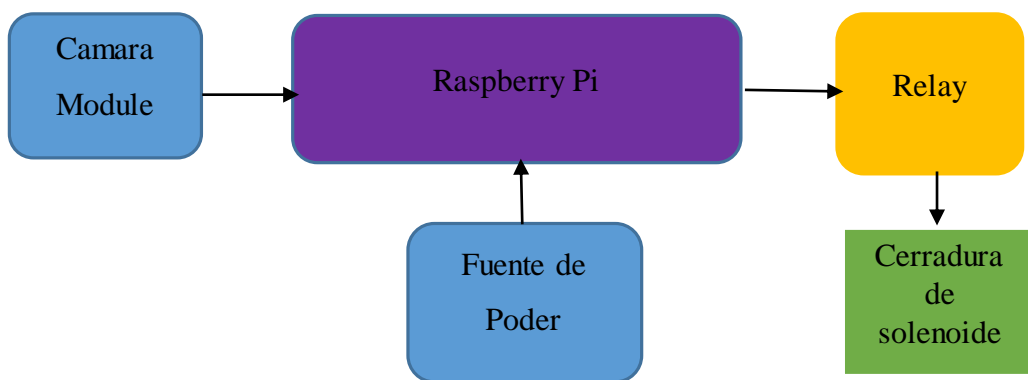 Camara
Module
Raspberry Pi
Relay
Fuente de
Poder
Cerradura
de
solenoide